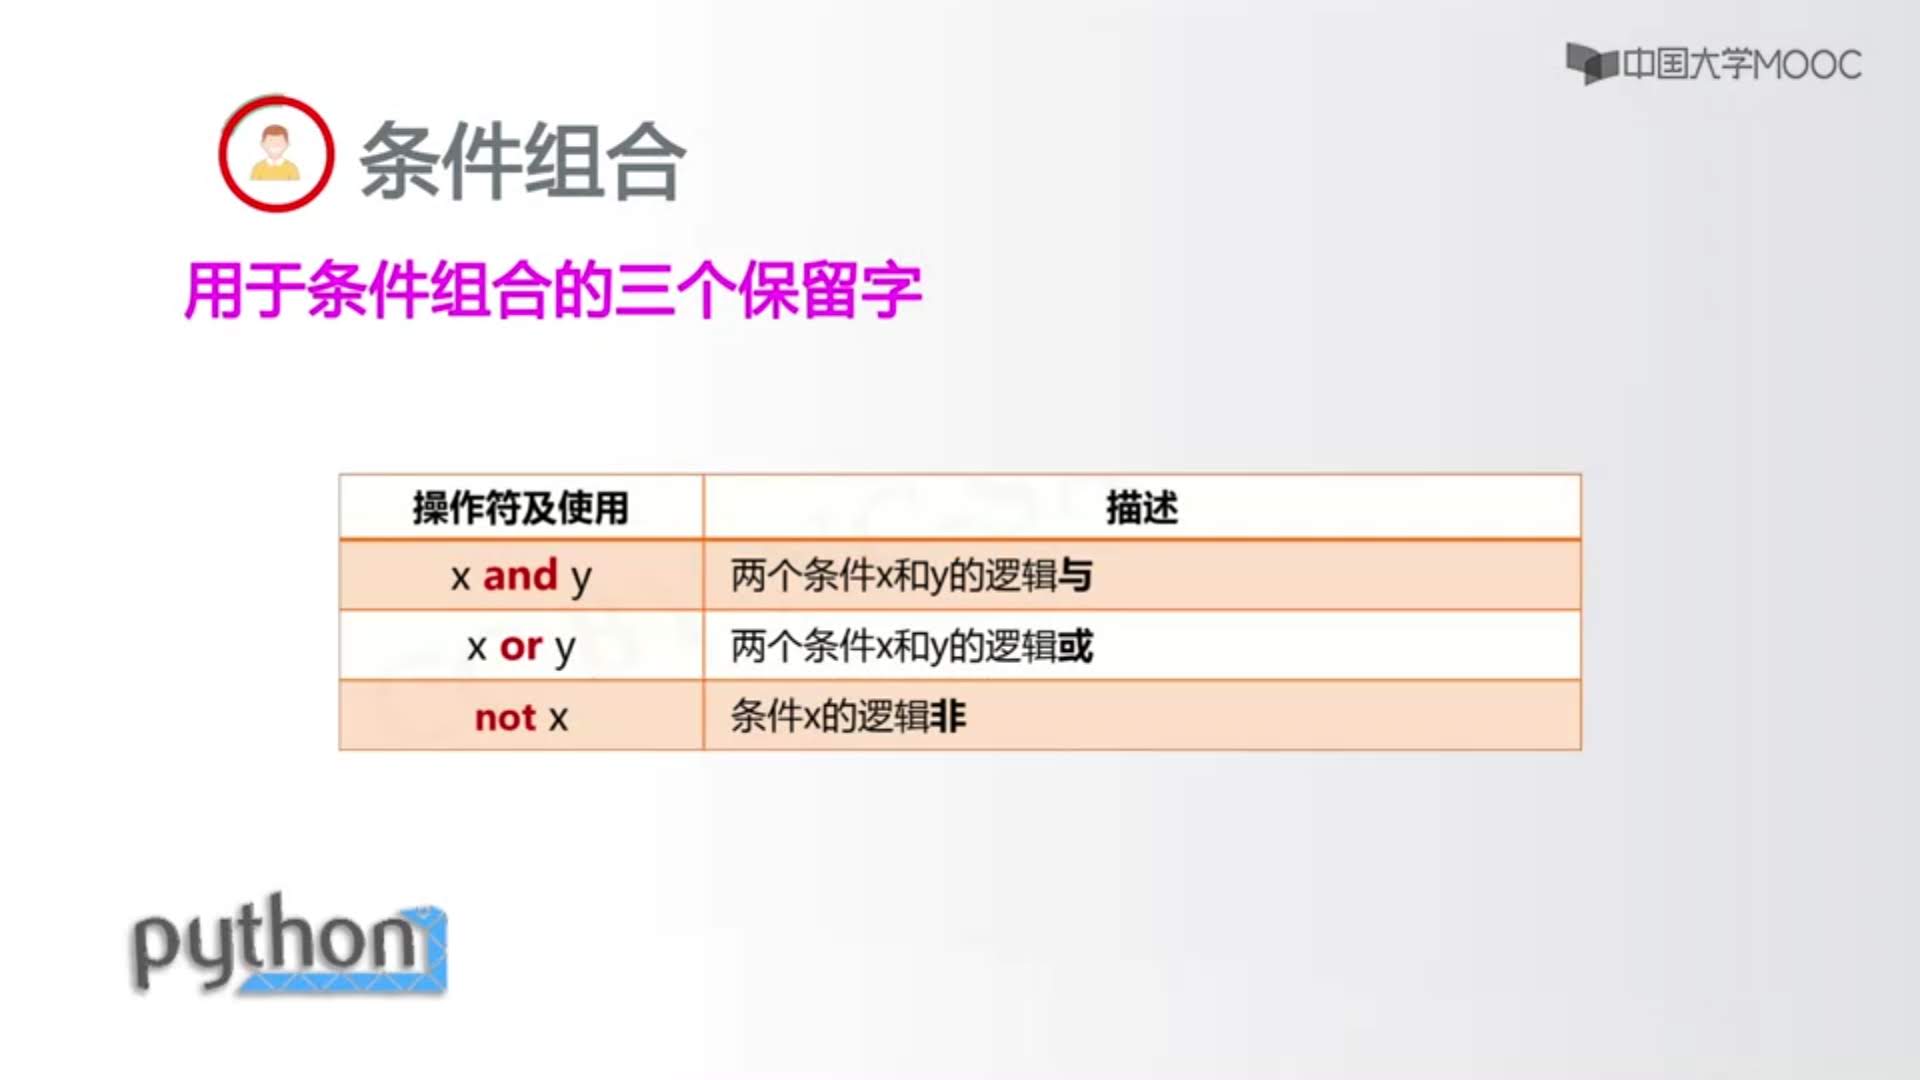 中国大学MOOC
条件组合
用于条件组合的三个保留字
操作符及使用 描述
x and y 两个条件x和y的逻辑与
x or y 两个条件x和y的逻辑或
not x 条件x的逻辑非
python